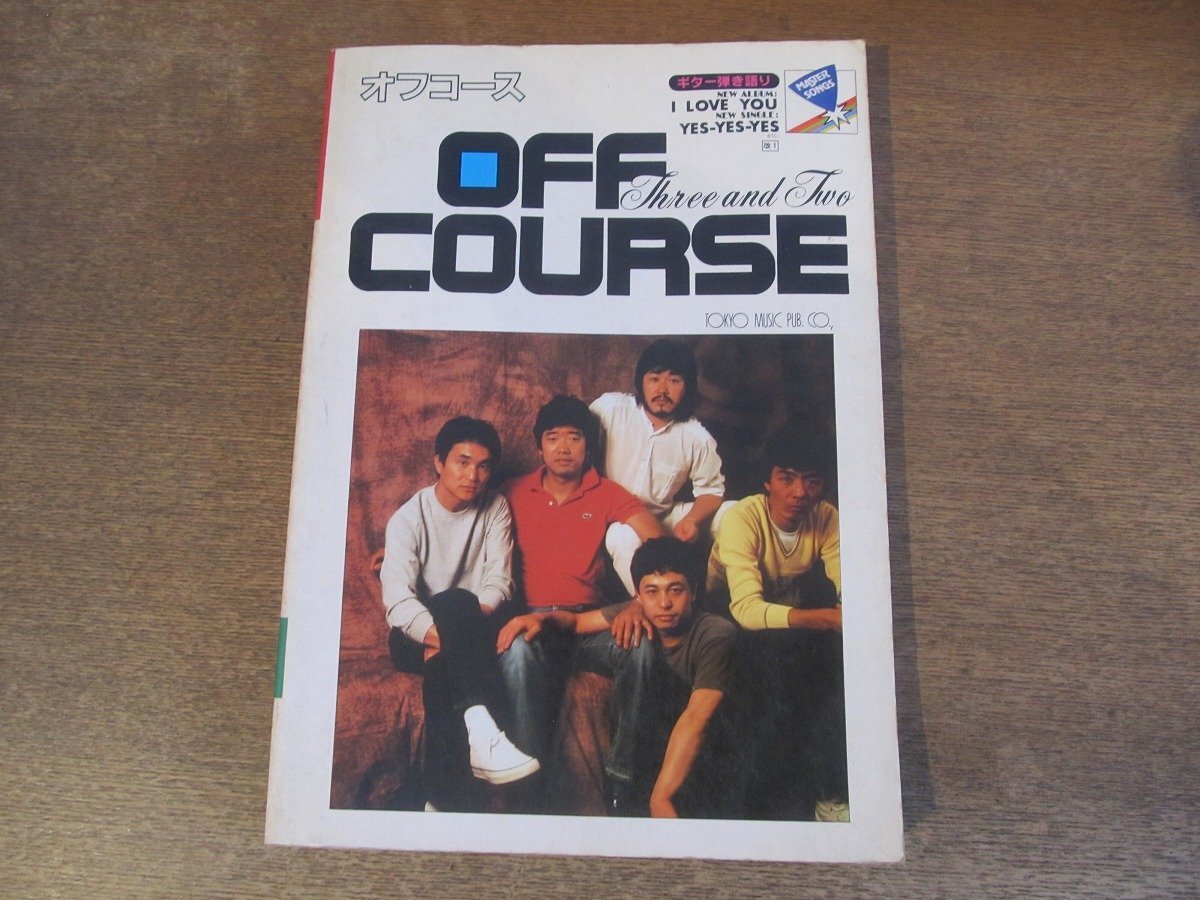 オフコース
ギター弾き語り
NEW ALBUM:
I LOVE YOU
NEW SINGLE:
YES-YES-YES
MASTER
SONGS
OFF
Three and Two
COURSE
TOKYO MUSIC PUB. CO.,